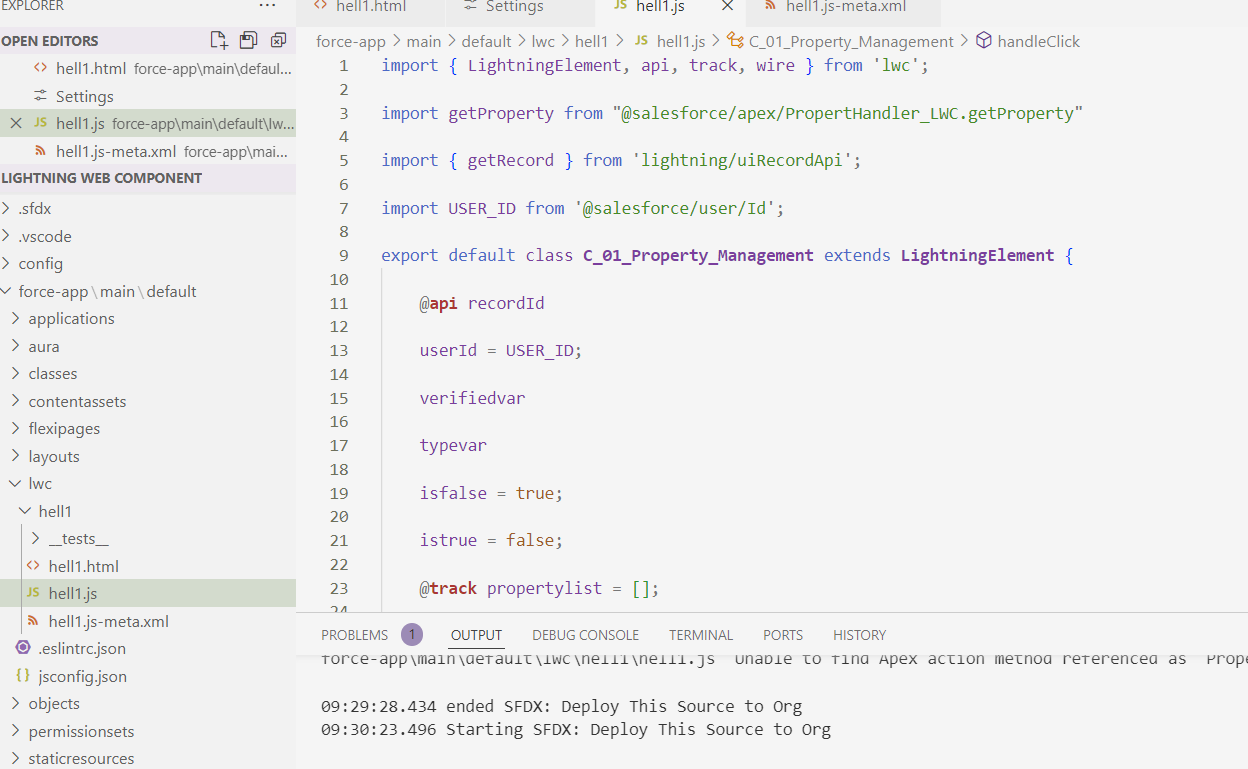 EXPLORER ...
OPEN EDITORS
hell1.html force-app\main\defaul...
Settings
JS hell1.js force-app\main\default\lw...
hell1.js-meta.xml force-app\mai...
LIGHTNING WEB COMPONENT
.sfdx
.vscode
config
force-app\main\default
applications
aura
classes
contentassets
flexipages
layouts
lwc
hell1
__tests__
hell1.html
JS hell1.js
hell1.js-meta.xml
.eslintrc.json
{} jsconfig.json
objects
permissionsets
staticresources
hell1.html
Settings
JS hell1.js
hell1.js-meta.xml
force-app > main > default > lwc > hell1 > JS hell1.js > C_01_Property_Management > handleClick
1 import { LightningElement, api, track, wire } from 'lwc';
2
3 import getProperty from "@salesforce/apex/PropertHandler_LWC.getProperty"
4
5 import { getRecord } from 'lightning/uiRecordApi';
6
7 import USER_ID from '@salesforce/user/Id';
8
9 export default class C_01_Property_Management extends LightningElement {
10
11 @api recordId
12
13 userId = USER_ID;
14
15 verifiedvar
16
17 typevar
18
19 isfalse = true;
20
21 istrue = false;
22
23 @track propertylist = [];
24
PROBLEMS 1 OUTPUT DEBUG CONSOLE TERMINAL PORTS HISTORY
force-app\main\default\lwc\hell1\hell1.js Unable to find Apex action method referenced as 'Prope
09:29:28.434 ended SFDX: Deploy This Source to Org
09:30:23.496 Starting SFDX: Deploy This Source to Org